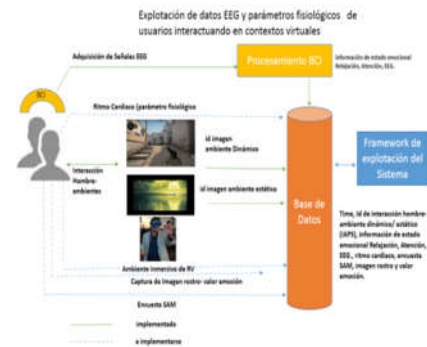 Explotación de datos EEG y parámetros fisiológicos de
usuarios interactuando en contextos virtuales
Adquisición de Señales EEG
Procesamiento BCI
Información de estado emocional
Relajación, Atención, EEG.
BCI
Ritmo Cardiaco (parámetro fisiológico
id imagen
ambiente Dinámico
Interacción
Hombre-
ambientes
id imagen ambiente estático
Base de
Datos
Framework de
explotación del
Sistema
Time, id de interacción hombre-
ambiente dinámico/ estático
(IAPS), información de estado
emocional Relajación, Atención,
EEG., ritmo cardiaco, encuesta
SAM, imagen rostro y valor
emoción.
Ambiente inmersivo de RV
Captura de Imagen rostro- valor emoción
Encuesta SAM
implementado
a implementarse